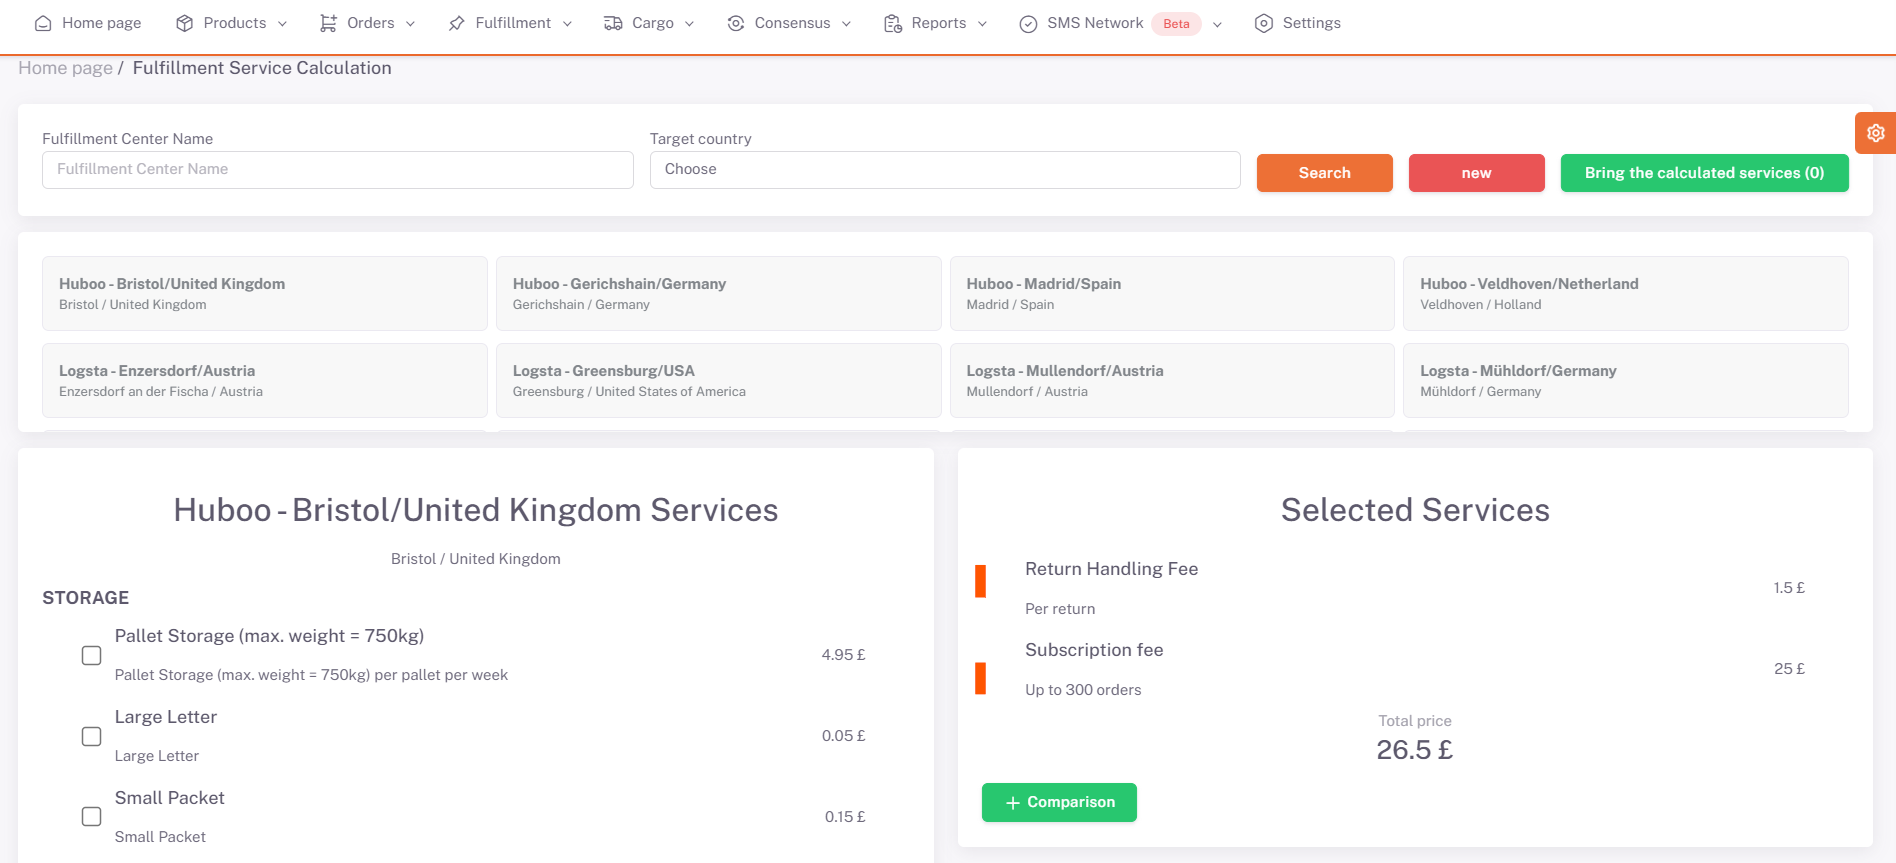 Home page
Products
Orders
Fulfillment
Cargo
Consensus
Reports
SMS Network
Beta
Settings
Home page / Fulfillment Service Calculation
Fulfillment Center Name
Fulfillment Center Name
Target country
Choose
Search
new
Bring the calculated services (0)
Huboo - Bristol/United Kingdom
Bristol / United Kingdom
Huboo - Gerichshain/Germany
Gerichshain / Germany
Huboo - Madrid/Spain
Madrid / Spain
Huboo - Veldhoven/Netherland
Veldhoven / Holland
Logsta - Enzersdorf/Austria
Enzersdorf an der Fischa / Austria
Logsta - Greensburg/USA
Greensburg / United States of America
Logsta - Mullendorf/Austria
Mullendorf / Austria
Logsta - Mühldorf/Germany
Mühldorf / Germany
Huboo - Bristol/United Kingdom Services
Bristol / United Kingdom
STORAGE
Pallet Storage (max. weight = 750kg)
Pallet Storage (max. weight = 750kg) per pallet per week
4.95 £
Large Letter
Large Letter
0.05 £
Small Packet
Small Packet
0.15 £
Selected Services
Return Handling Fee
Per return
1.5 £
Subscription fee
Up to 300 orders
25 £
Total price
26.5 £
+ Comparison